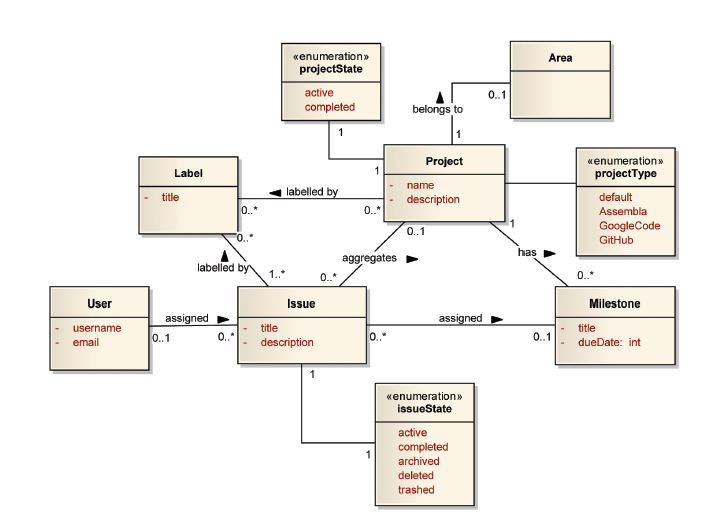 «enumeration»
projectState
active
completed
1
1
Area
0..1
belongs to
1
Project
- name
- description
«enumeration»
projectType
default
Assembla
GoogleCode
GitHub
Label
- title
labelled by
0..*
0..*
0..*
labelled by
1..*
0..1
aggregates
0..*
1
has
0..*
User
- username
- email
assigned
0..1
0..*
Issue
- title
- description
assigned
0..*
0..1
Milestone
- title
- dueDate: int
1
1
«enumeration»
issueState
active
completed
archived
deleted
trashed